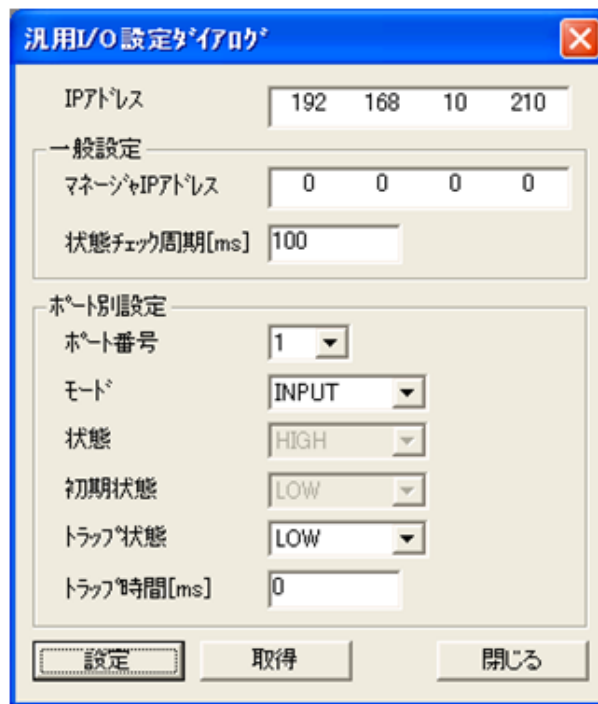 汎用I/O設定ﾀﾞｲｱﾛｸﾞ
IPｱﾄﾞﾚｽ 192 168 10 210
一般設定
ﾏﾈｰｼﾞｬIPｱﾄﾞﾚｽ 0 0 0 0
状態ﾁｪｯｸ周期[ms] 100
ﾎﾟｰﾄ別設定
ﾎﾟｰﾄ番号 1
ﾓｰﾄﾞ INPUT
状態 HIGH
初期状態 LOW
ﾄﾗｯﾌﾟ状態 LOW
ﾄﾗｯﾌﾟ時間[ms] 0
設定 取得 閉じる